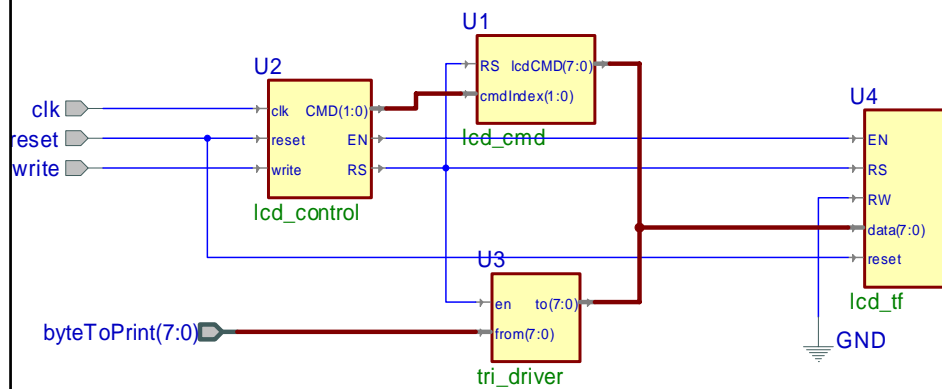 U1
RS lcdCMD(7:0)
cmdIndex(1:0)
lcd_cmd
U2
clk CMD(1:0)
reset EN
write RS
lcd_control
clk
reset
write
U4
EN
RS
RW
data(7:0)
reset
lcd_tf
U3
en to(7:0)
from(7:0)
tri_driver
byteToPrint(7:0)
GND